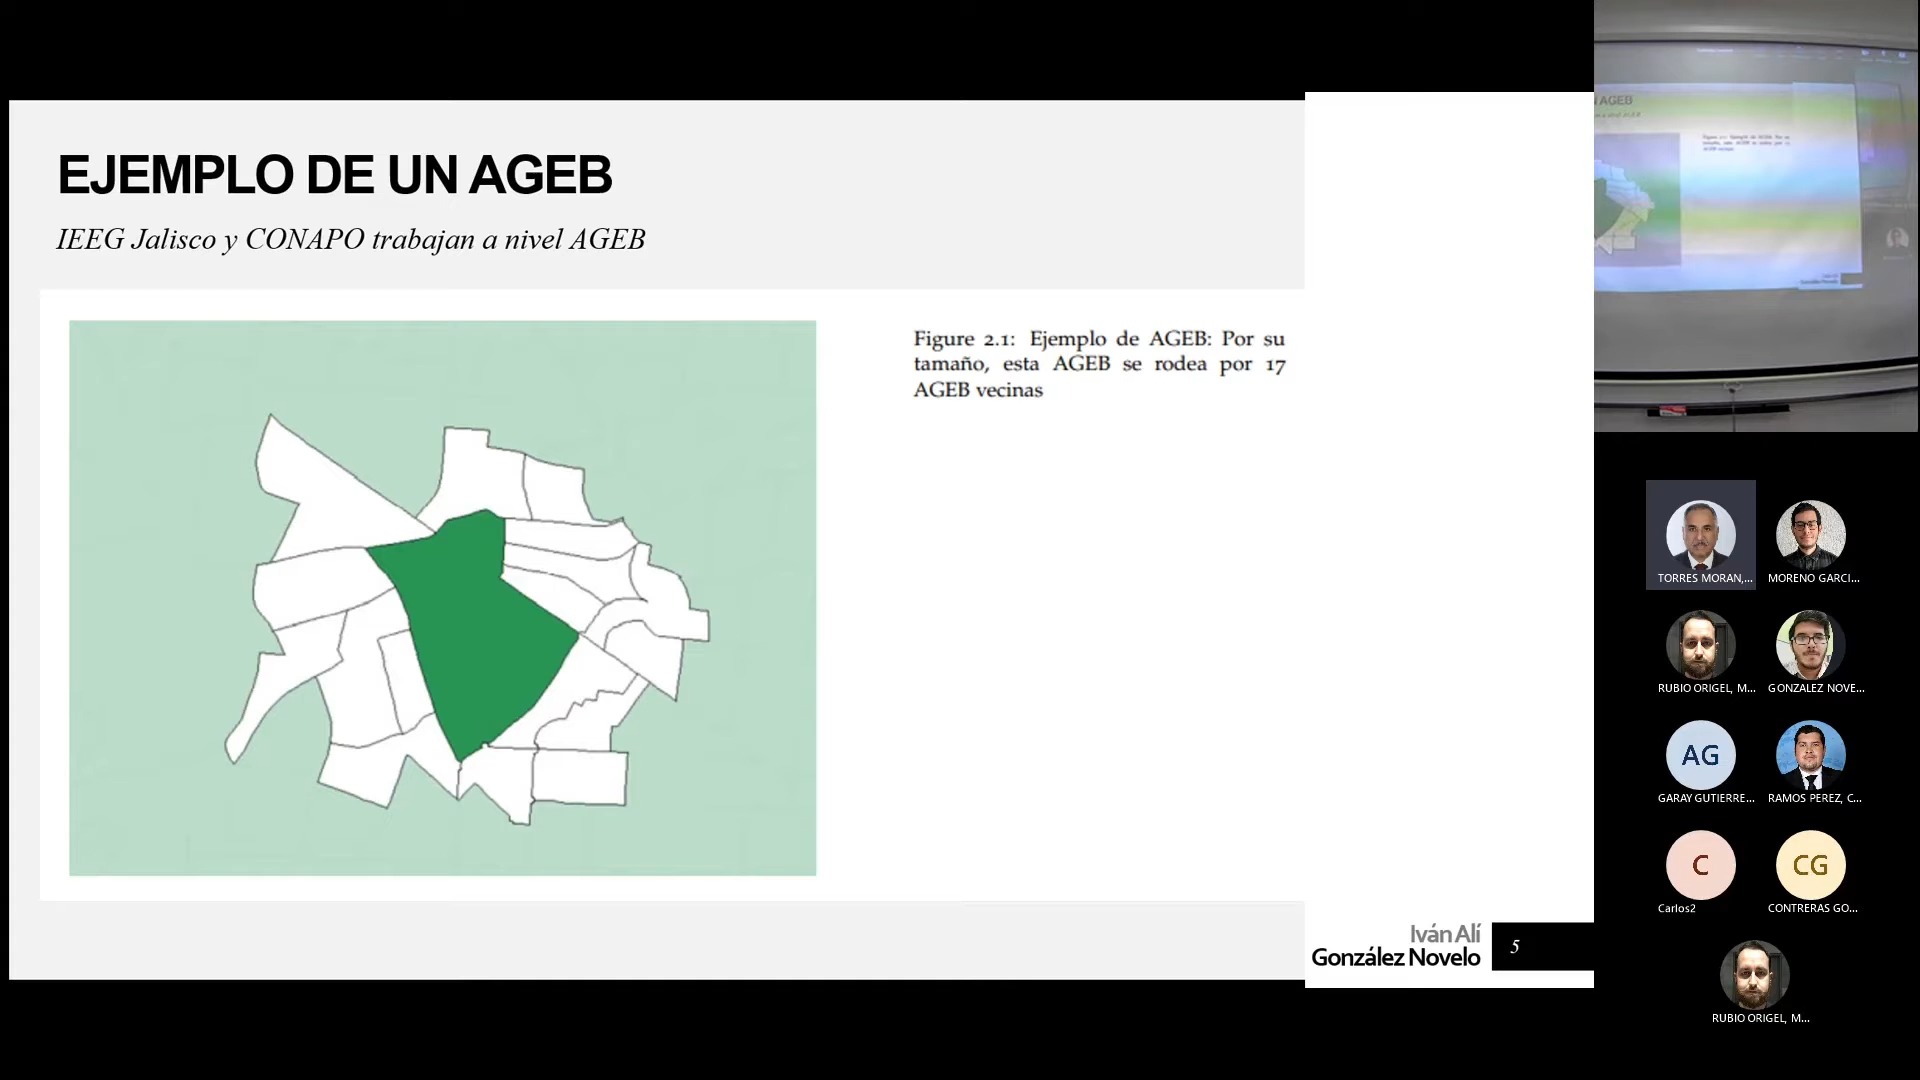 EJEMPLO DE UN AGEB
IEEG Jalisco y CONAPO trabajan a nivel AGEB
Figure 2.1: Ejemplo de AGEB: Por su
tamaño, esta AGEB se rodea por 17
AGEB vecinas
Iván Alí
González Novelo
5
TORRES MORAN,...
MORENO GARCI...
RUBIO ORIGEL, M...
GONZALEZ NOVE...
AG
GARAY GUTIERRE...
RAMOS PEREZ, C...
C
Carlos2
CG
CONTRERAS GO...
RUBIO ORIGEL, M...